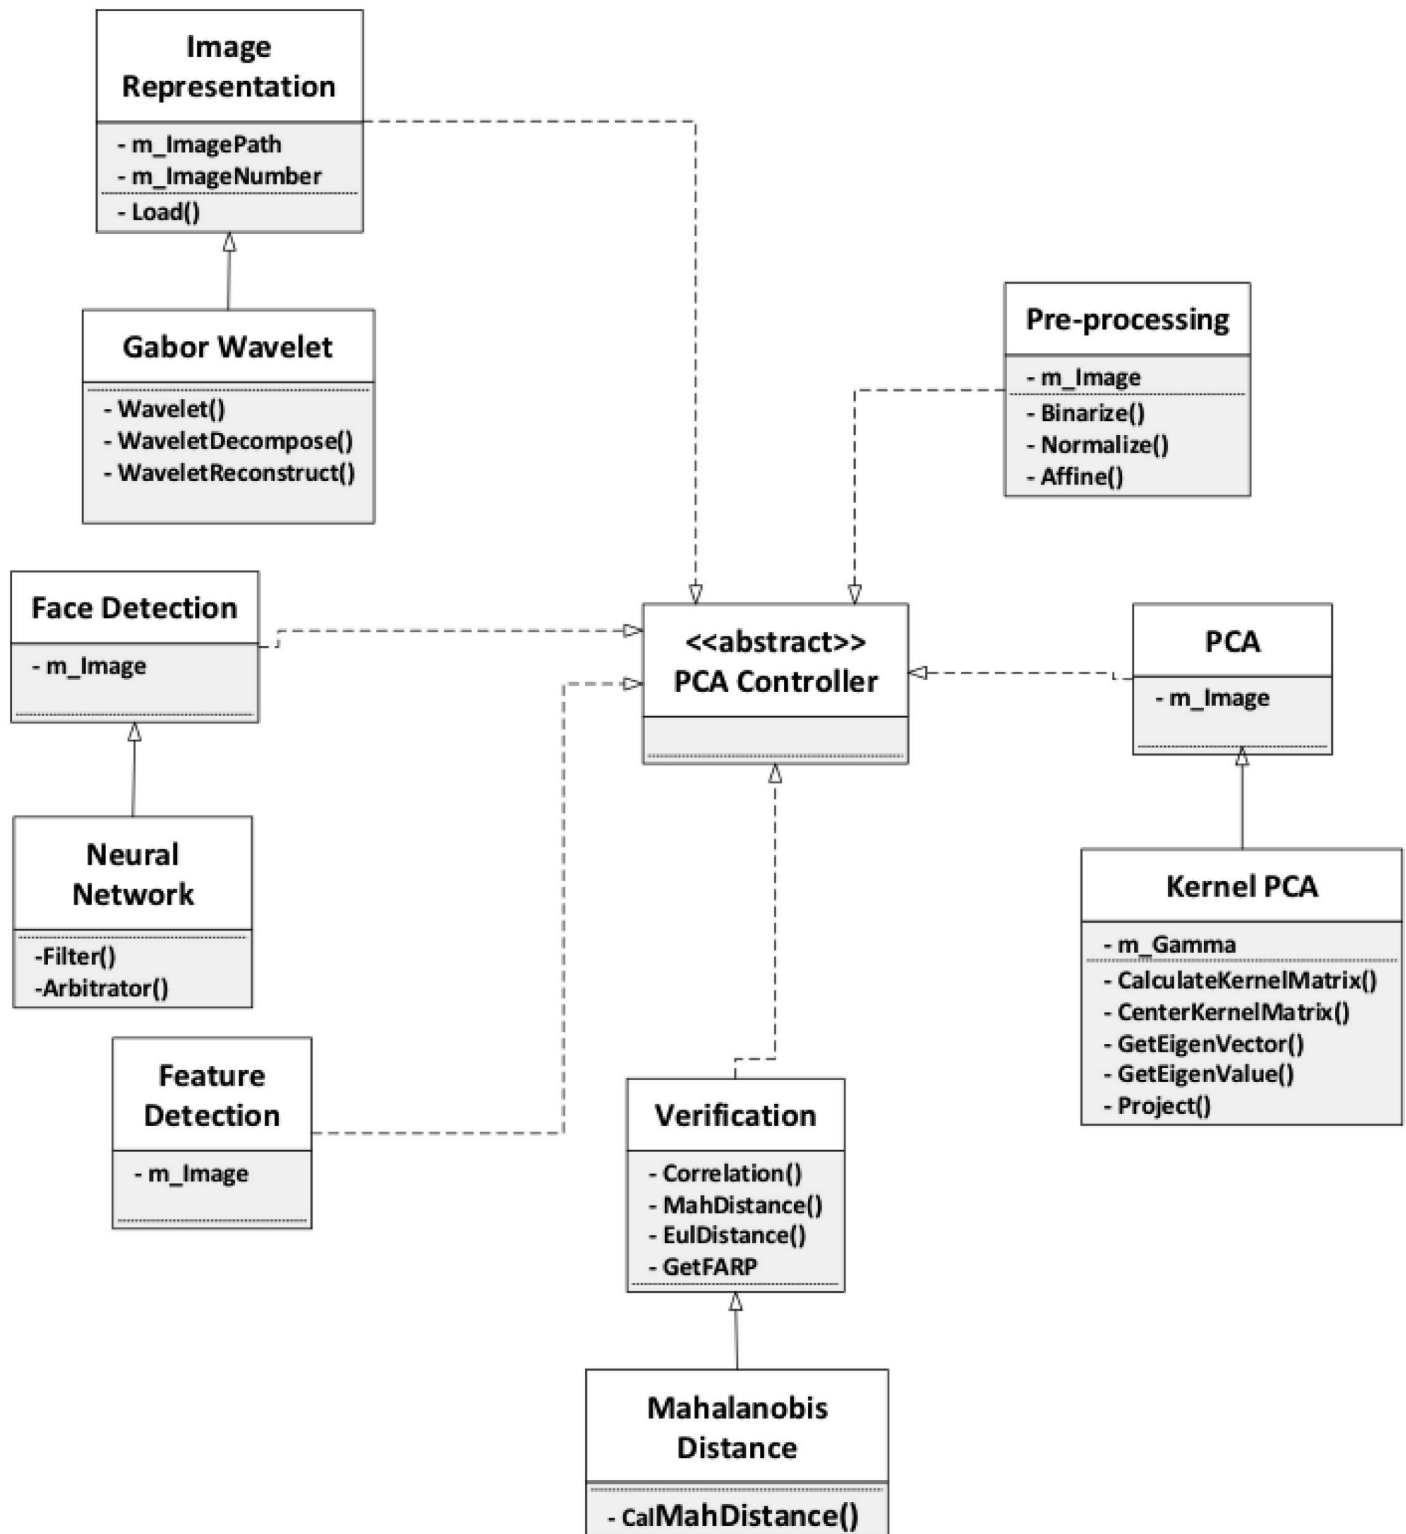 Image
Representation
- m_ImagePath
- m_ImageNumber
- Load()
Gabor Wavelet
- Wavelet()
- WaveletDecompose()
- WaveletReconstruct()
Pre-processing
- m_Image
- Binarize()
- Normalize()
- Affine()
Face Detection
- m_Image
<<abstract>>
PCA Controller
PCA
- m_Image
Neural
Network
-Filter()
-Arbitrator()
Kernel PCA
- m_Gamma
- CalculateKernelMatrix()
- CenterKernelMatrix()
- GetEigenVector()
- GetEigenValue()
- Project()
Feature
Detection
- m_Image
Verification
- Correlation()
- MahDistance()
- EulDistance()
- GetFARP
Mahalanobis
Distance
- CalMahDistance()